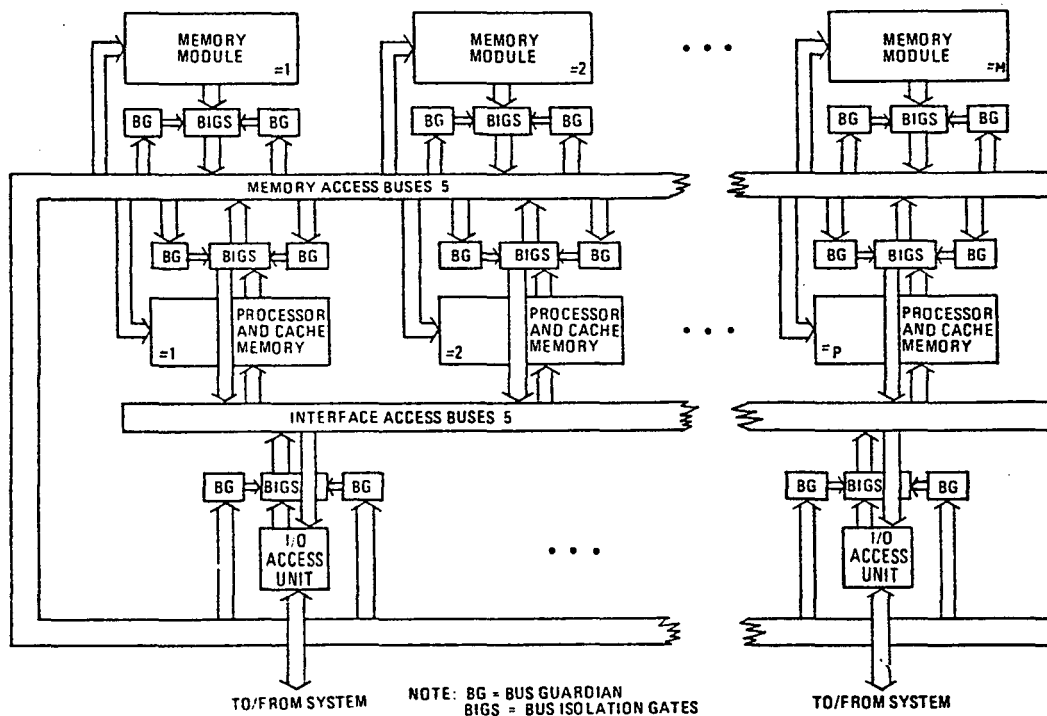 MEMORY
MODULE
=1
MEMORY
MODULE
=2
• • •
MEMORY
MODULE
=M
BG BIGS BG
BG BIGS BG
BG BIGS BG
MEMORY ACCESS BUSES 5
BG BIGS BG
BG BIGS BG
BG BIGS BG
PROCESSOR
AND CACHE
MEMORY
=1
PROCESSOR
AND CACHE
MEMORY
=2
• • •
PROCESSOR
AND CACHE
MEMORY
=P
INTERFACE ACCESS BUSES 5
BG BIGS BG
BG BIGS BG
I/O
ACCESS
UNIT
• • •
I/O
ACCESS
UNIT
TO/FROM SYSTEM
NOTE: BG = BUS GUARDIAN
BIGS = BUS ISOLATION GATES
TO/FROM SYSTEM